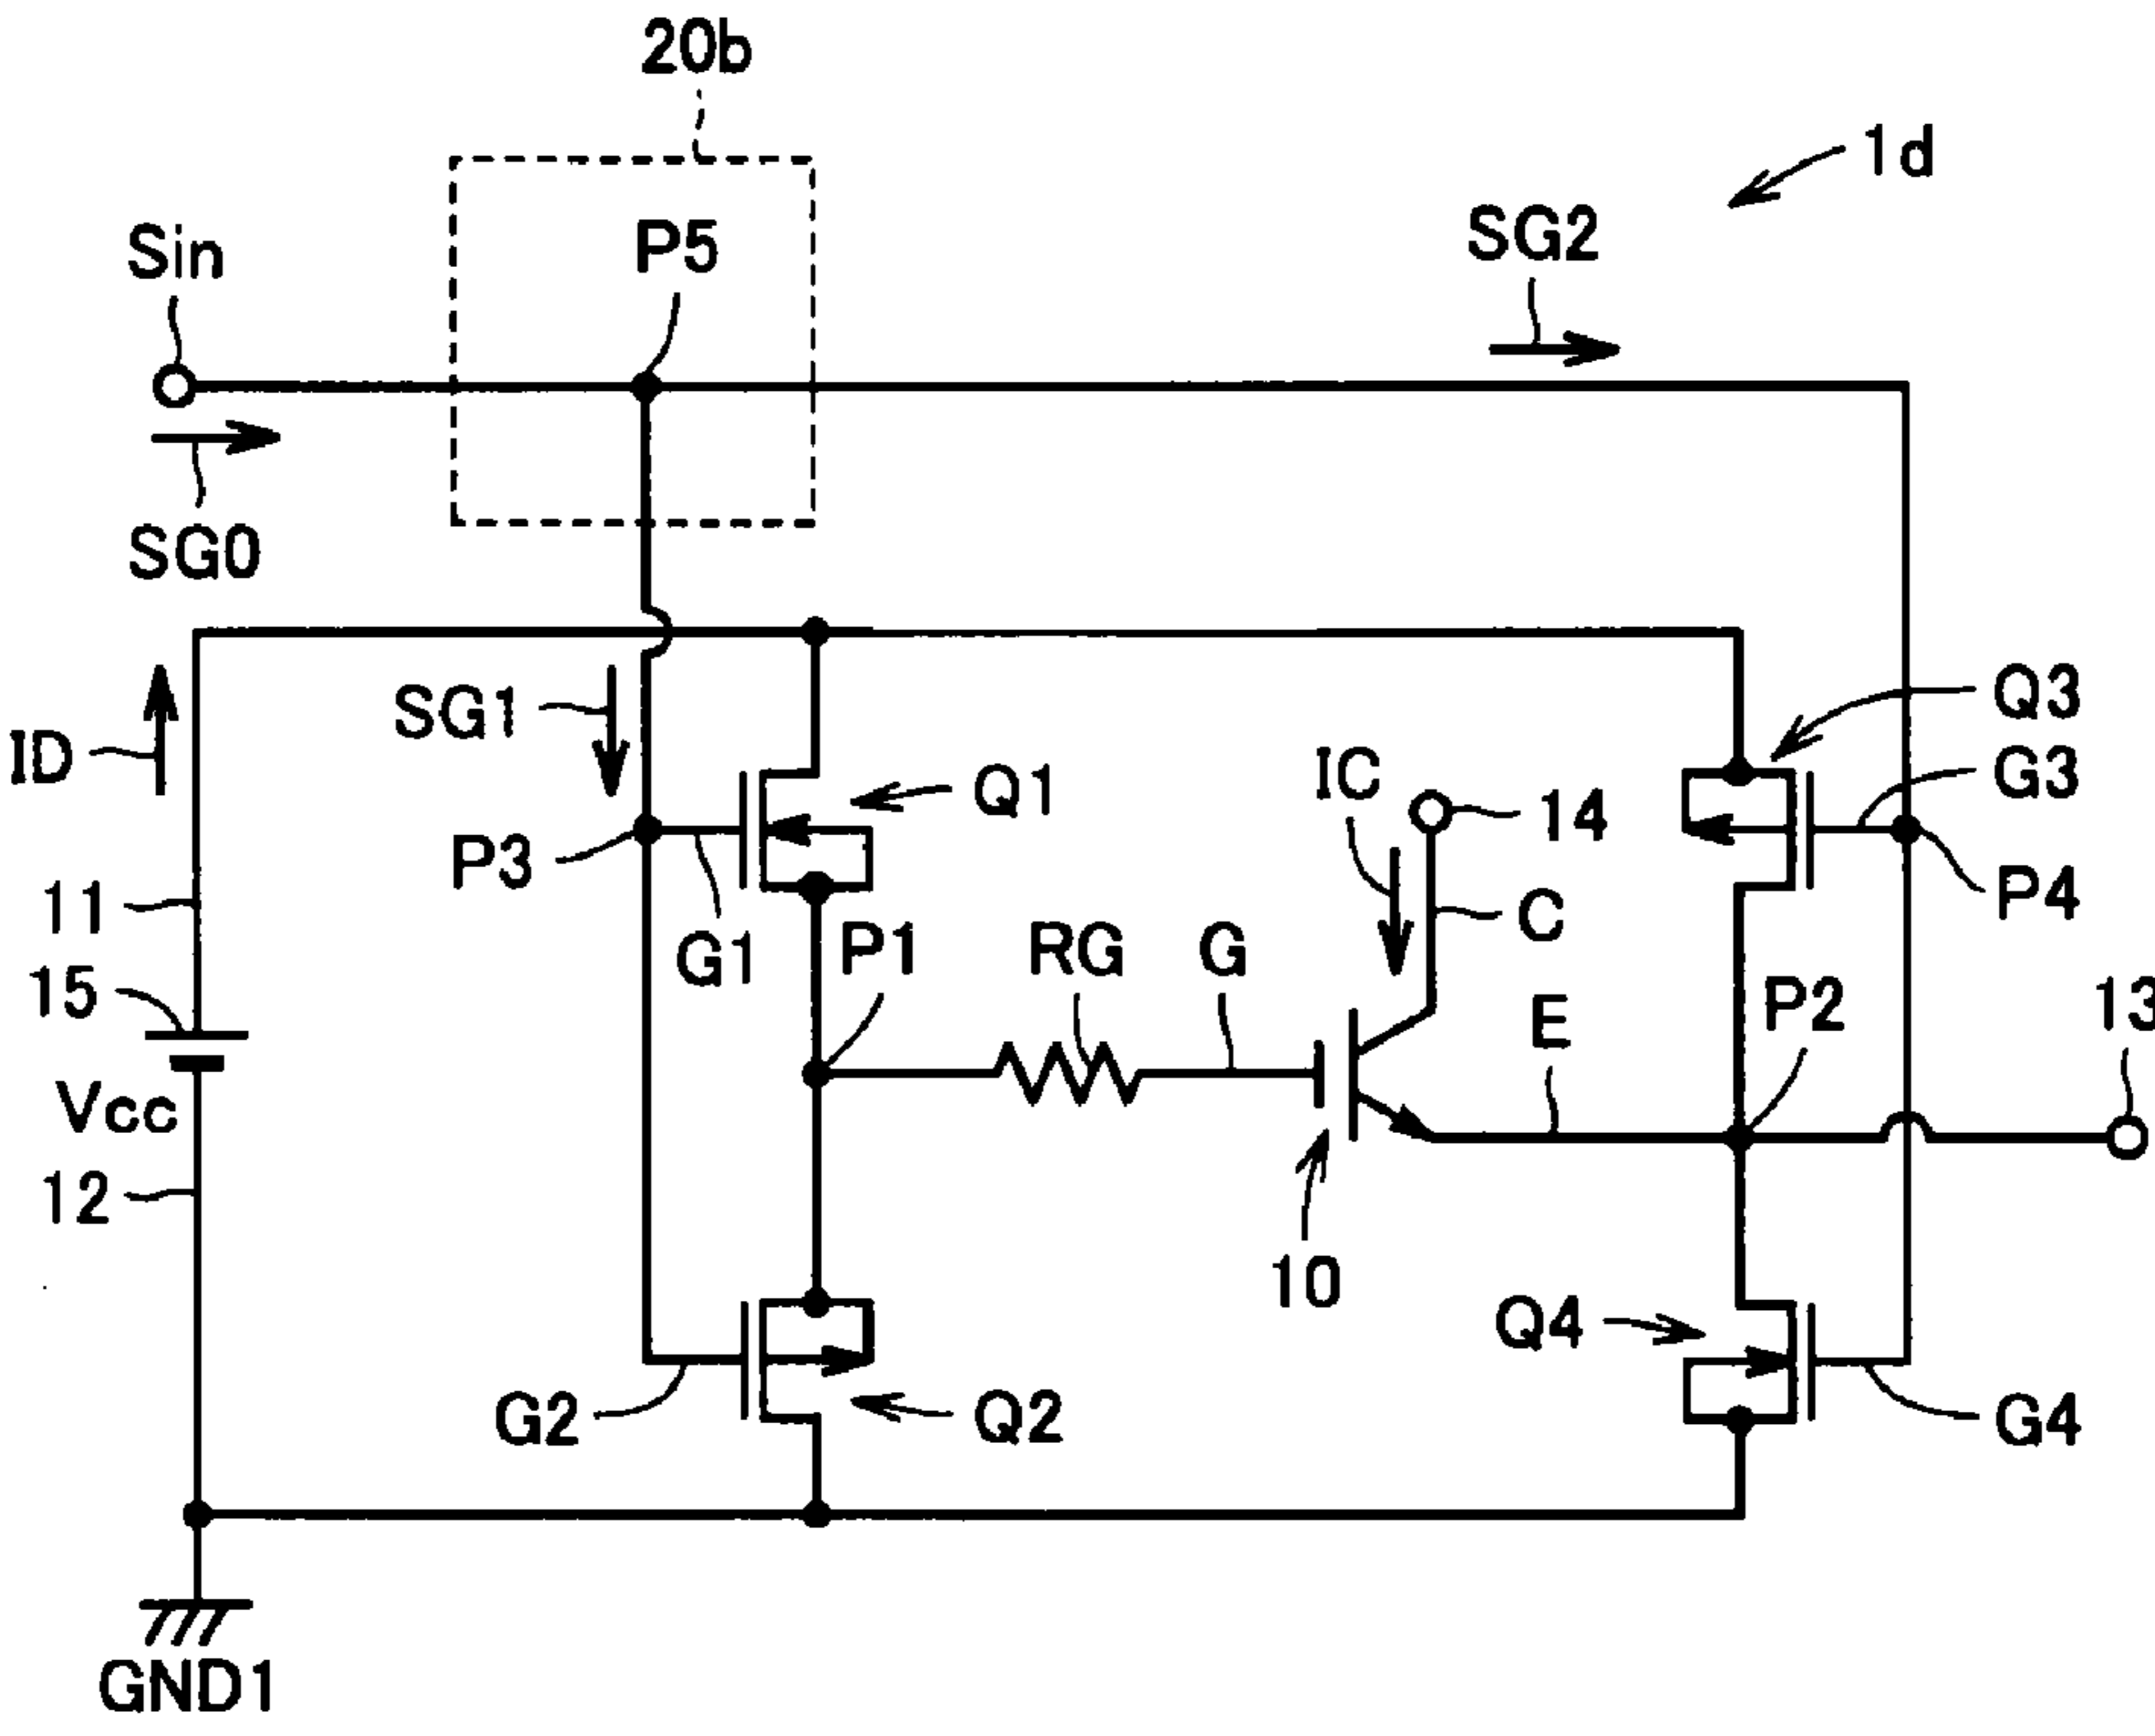 20b
1d
SG2
Sin
P5
SG0
Q3
SG1
ID
Q1
IC
G3
14
P3
11
G1
P1
RG
G
C
P4
15
E
P2
13
Vcc
12
10
Q4
G2
Q2
G4
GND1